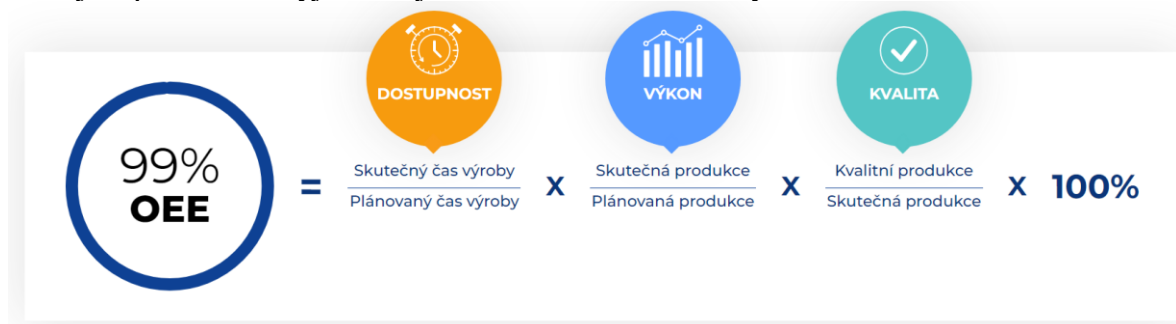 DOSTUPNOST
VÝKON
KVALITA
99%
OEE
=
Skutečný čas výroby
Plánovaný čas výroby
x
Skutečná produkce
Plánovaná produkce
x
Kvalitní produkce
Skutečná produkce
x
100%